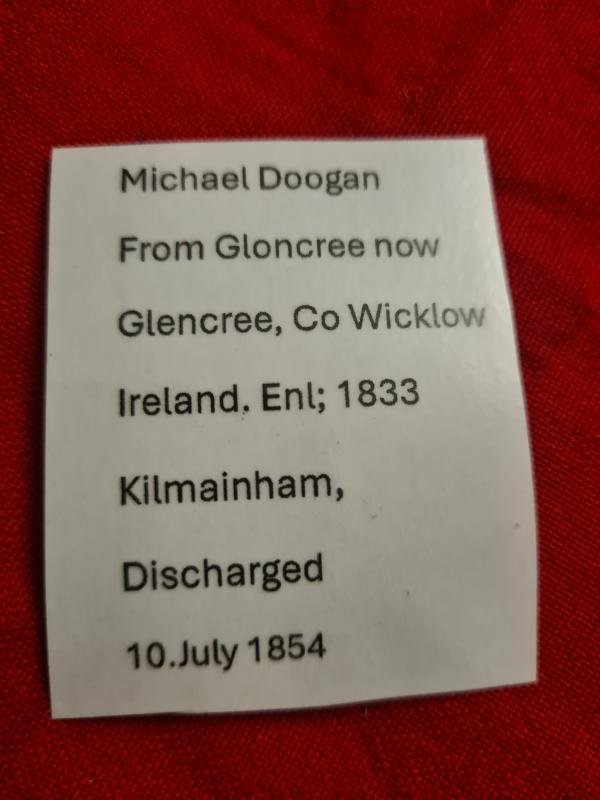 Michael Doogan
From Gloncree now
Glencree, Co Wicklow
Ireland. Enl; 1833
Kilmainham,
Discharged
10.July 1854